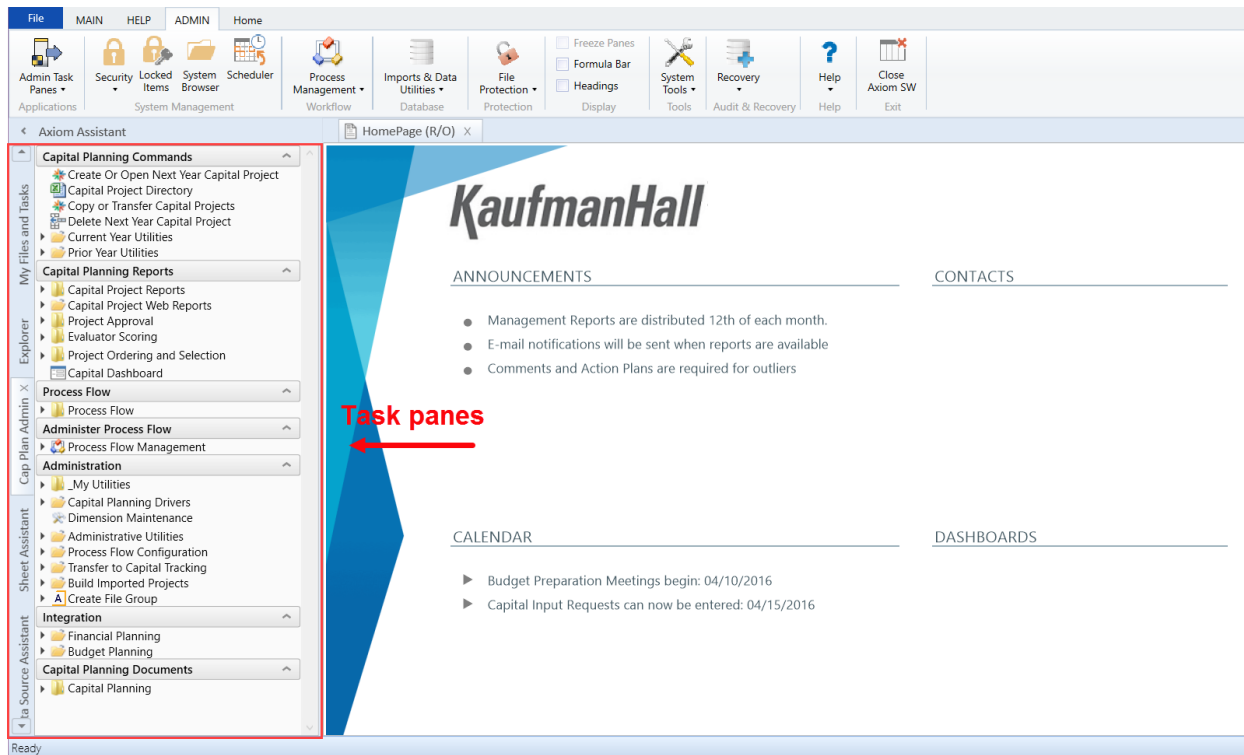 File MAIN HELP ADMIN Home
Admin Task Panes
Security
Locked Items
System Browser
Scheduler
Process Management
Imports & Data Utilities
File Protection
Freeze Panes
Formula Bar
Headings
System Tools
Recovery
Help
Close Axiom SW
Applications System Management Workflow Database Protection Display Tools Audit & Recovery Help Exit
Axiom Assistant
HomePage (R/O) X
My Files and Tasks
Explorer
Cap Plan Admin X
Sheet Assistant
ta Source Assistant
Capital Planning Commands
Create Or Open Next Year Capital Project
Capital Project Directory
Copy or Transfer Capital Projects
Delete Next Year Capital Project
Current Year Utilities
Prior Year Utilities
Capital Planning Reports
Capital Project Reports
Capital Project Web Reports
Project Approval
Evaluator Scoring
Project Ordering and Selection
Capital Dashboard
Process Flow
Process Flow
Administer Process Flow
Process Flow Management
Administration
_My Utilities
Capital Planning Drivers
Dimension Maintenance
Administrative Utilities
Process Flow Configuration
Transfer to Capital Tracking
Build Imported Projects
A Create File Group
Integration
Financial Planning
Budget Planning
Capital Planning Documents
Capital Planning
Task panes
KaufmanHall
ANNOUNCEMENTS
Management Reports are distributed 12th of each month.
E-mail notifications will be sent when reports are available
Comments and Action Plans are required for outliers
CONTACTS
CALENDAR
Budget Preparation Meetings begin: 04/10/2016
Capital Input Requests can now be entered: 04/15/2016
DASHBOARDS
Ready